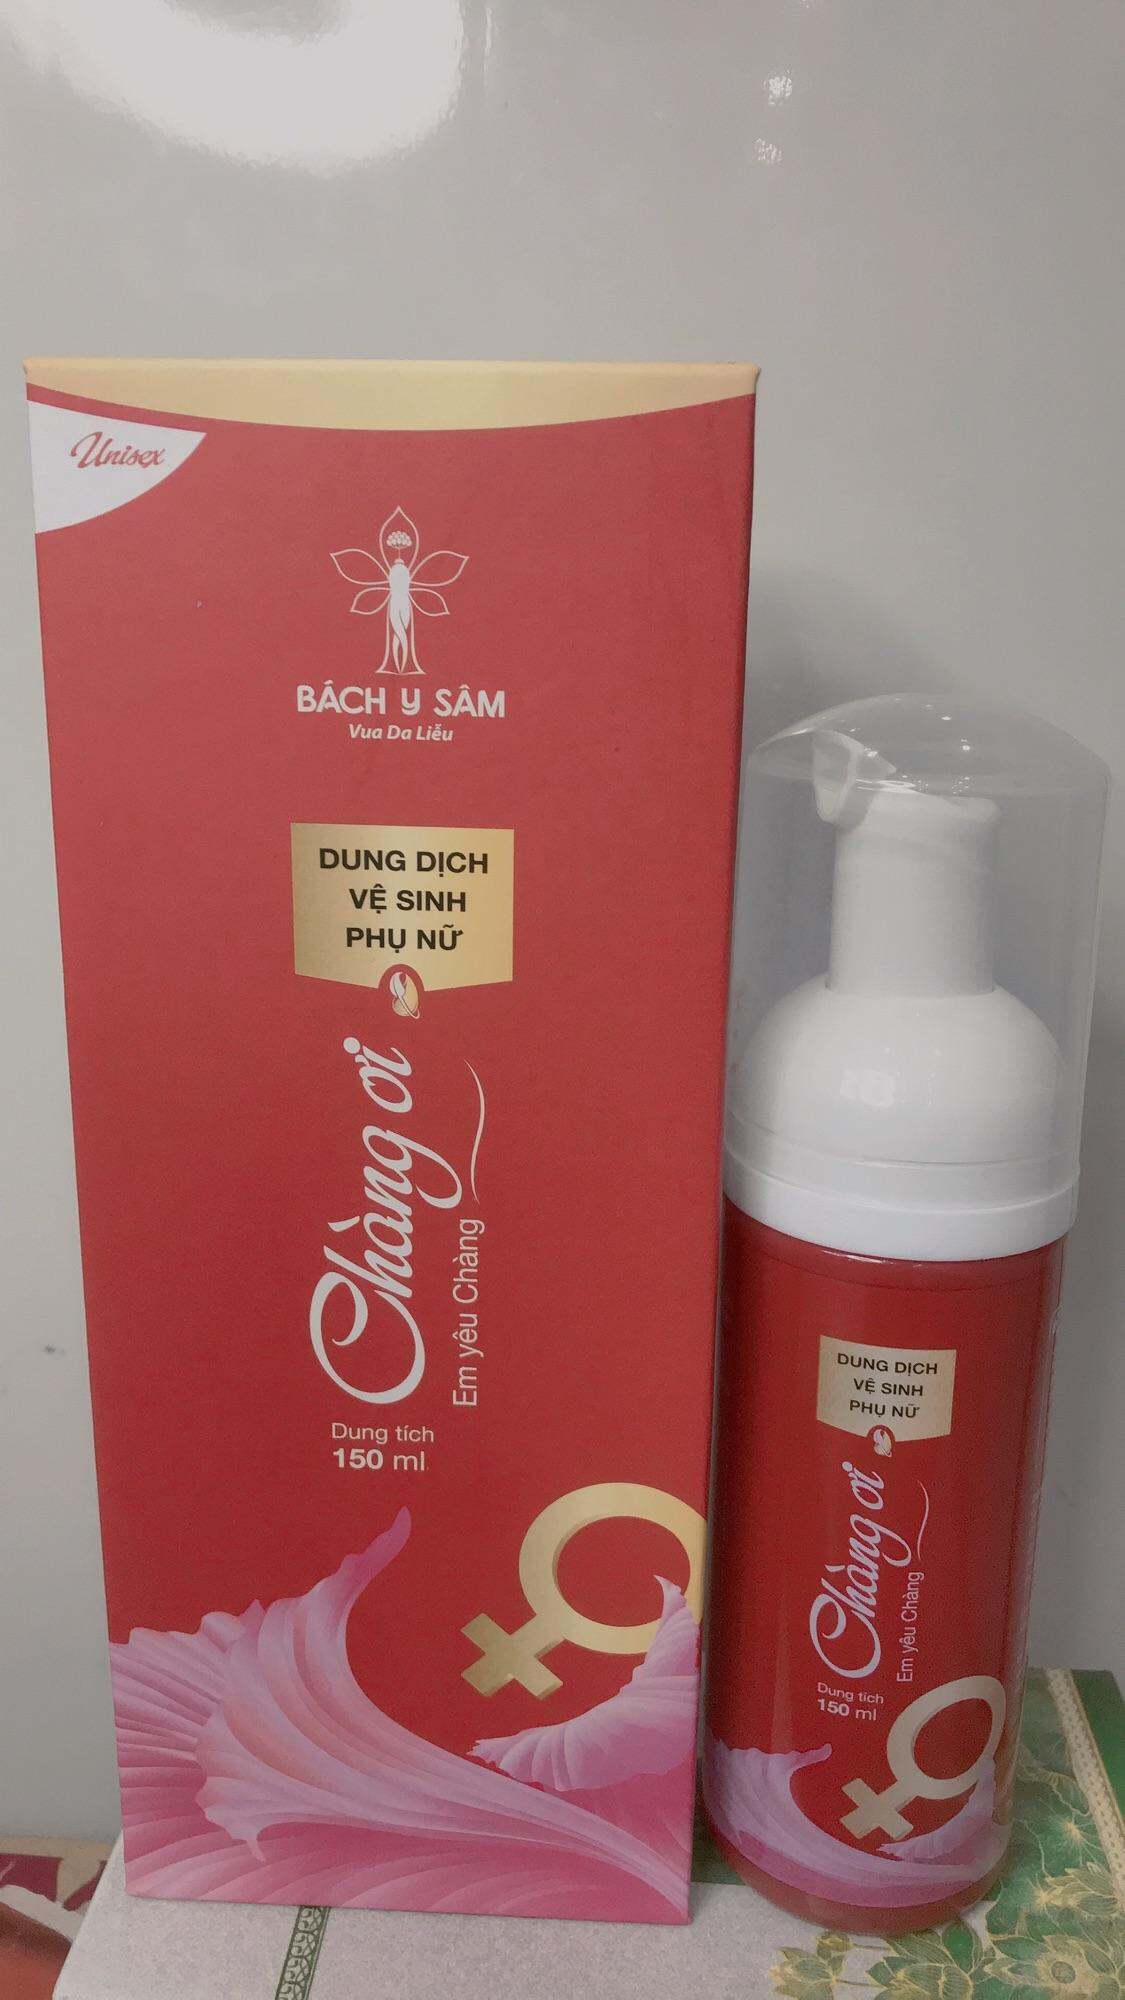 Unisex
BÁCH Y SÂM
Vua Da Liễu
DUNG DỊCH
VỆ SINH
PHỤ NỮ
Chàng ơi
Em yêu Chàng
Dung tích
150 ml
DUNG DỊCH
VỆ SINH
PHỤ NỮ
Chàng ơi
Em yêu Chàng
Dung tích
150 ml